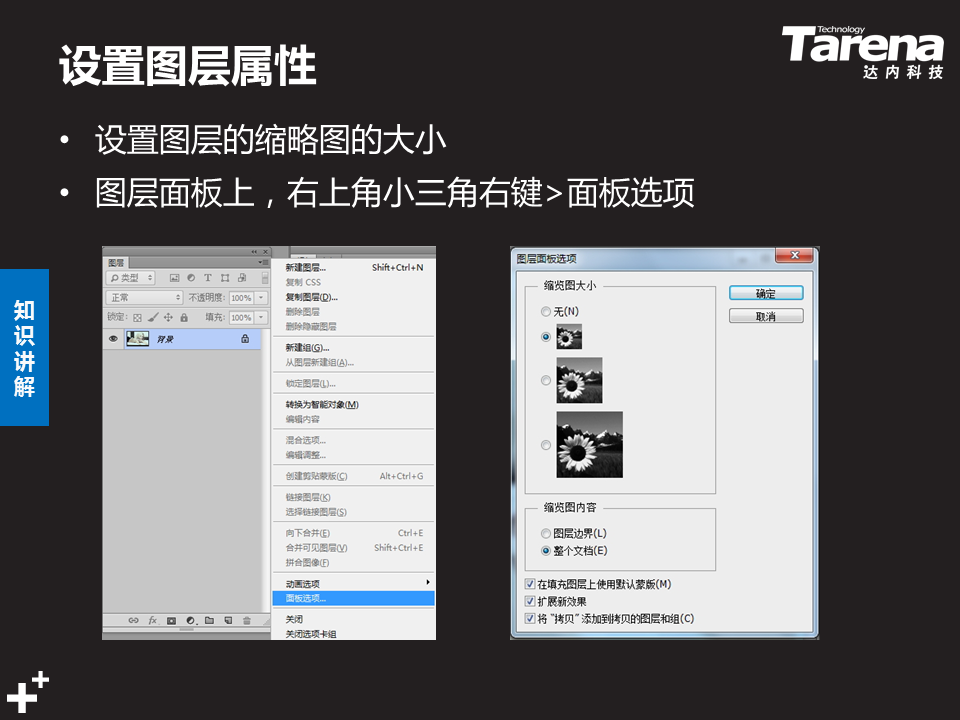 设置图层属性
Technology
Tarena
达内科技
• 设置图层的缩略图的大小
• 图层面板上，右上角小三角右键>面板选项
知识讲解
图层
类型
正常
不透明度: 100%
锁定:
填充: 100%
背景
fx
新建图层... Shift+Ctrl+N
复制 CSS
复制图层(D)...
删除图层
删除隐藏图层
新建组(G)...
从图层新建组(A)...
锁定图层(L)...
转换为智能对象(M)
编辑内容
混合选项...
编辑调整...
创建剪贴蒙版(C) Alt+Ctrl+G
链接图层(K)
选择链接图层(S)
向下合并(E) Ctrl+E
合并可见图层(V) Shift+Ctrl+E
拼合图像(F)
动画选项
面板选项...
关闭
关闭选项卡组
图层面板选项
缩览图大小
无(N)
确定
取消
缩览图内容
图层边界(L)
整个文档(E)
在填充图层上使用默认蒙版(M)
扩展新效果
将“拷贝”添加到拷贝的图层和组(C)